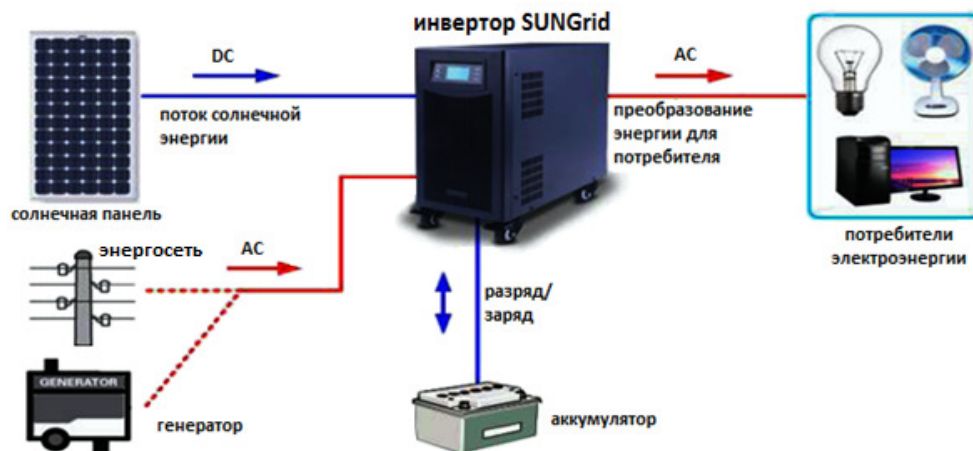 инвертор SUNGrid
DC
поток солнечной
энергии
AC
преобразование
энергии для
потребителя
солнечная панель
энергосеть
AC
потребители
электроэнергии
разряд/
заряд
GENERATOR
генератор
аккумулятор